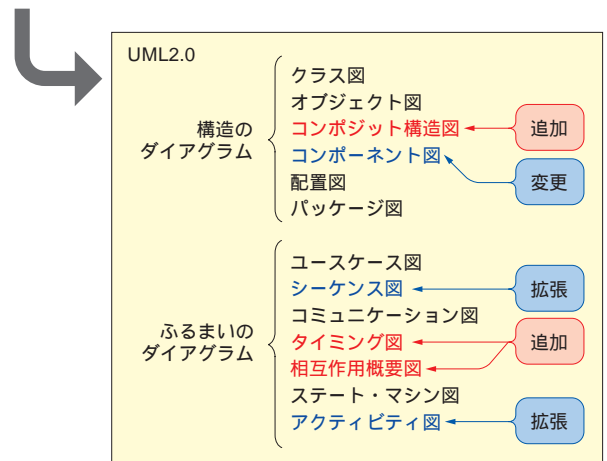 UML2.0
構造の
ダイアグラム
クラス図
オブジェクト図
コンポジット構造図
追加
コンポーネント図
変更
配置図
パッケージ図
ふるまいの
ダイアグラム
ユースケース図
シーケンス図
拡張
コミュニケーション図
タイミング図
追加
相互作用概要図
ステート・マシン図
アクティビティ図
拡張